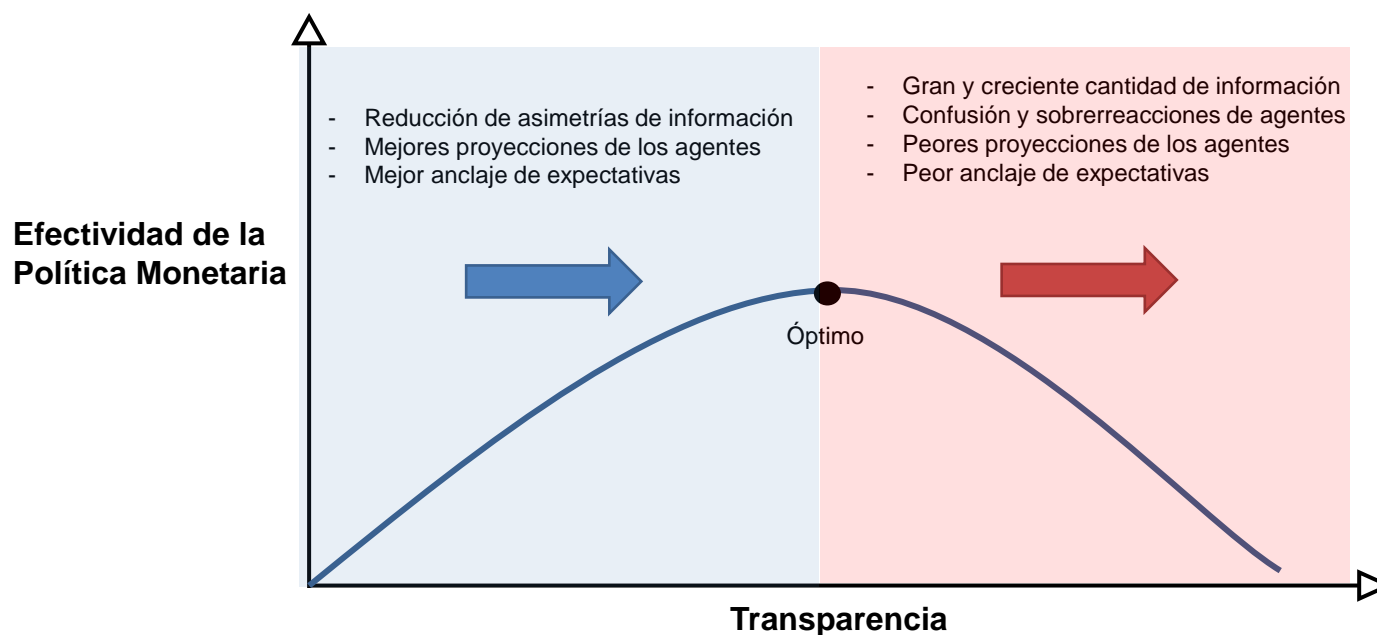 - Reducción de asimetrías de información
- Mejores proyecciones de los agentes
- Mejor anclaje de expectativas
- Gran y creciente cantidad de información
- Confusión y sobrerreacciones de agentes
- Peores proyecciones de los agentes
- Peor anclaje de expectativas
Efectividad de la
Política Monetaria
Óptimo
Transparencia